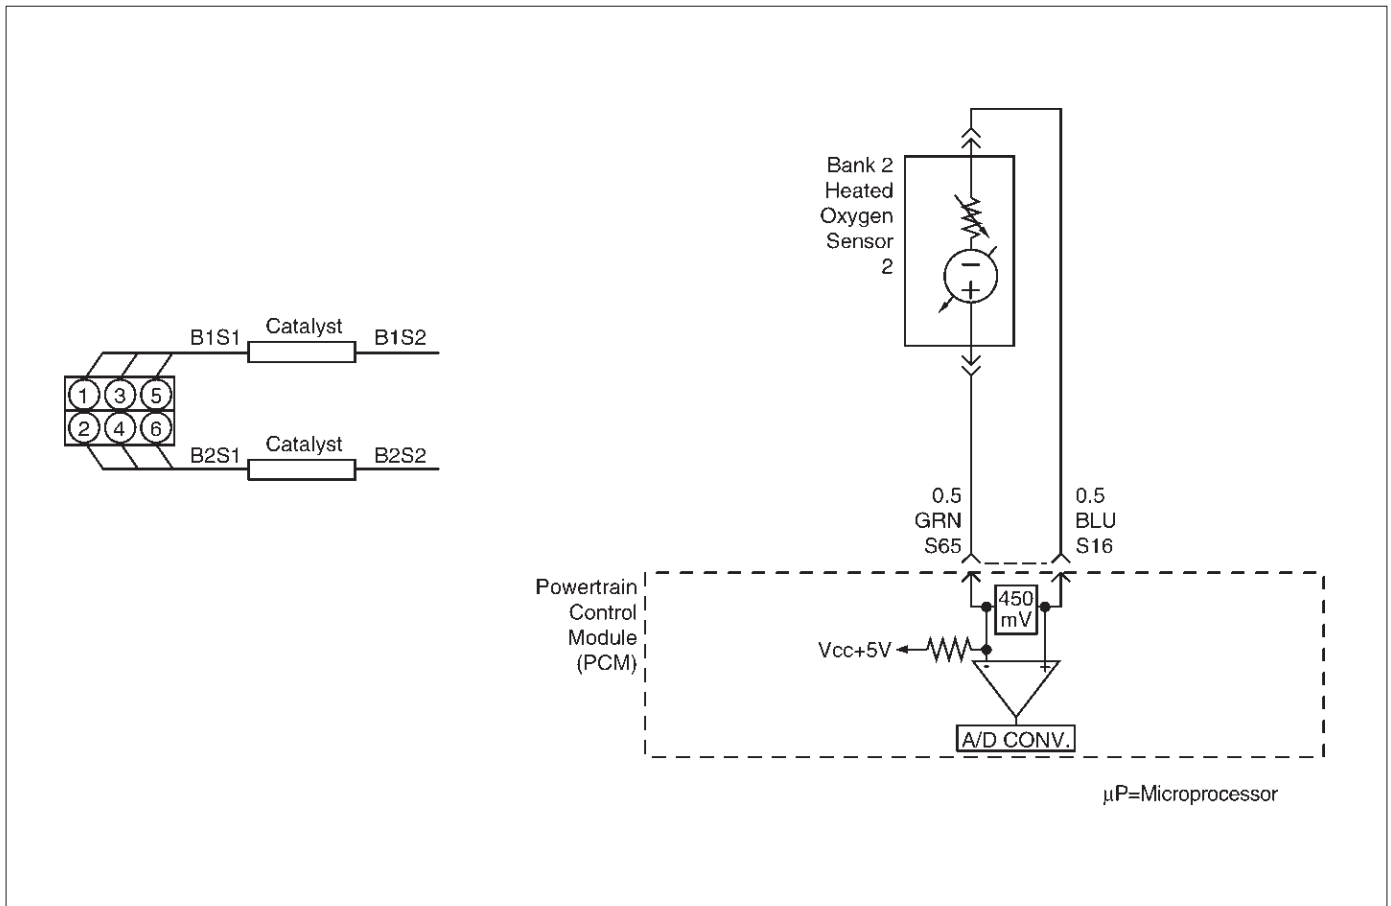 B1S1
Catalyst
B1S2
1
3
5
2
4
6
B2S1
Catalyst
B2S2
Bank 2
Heated
Oxygen
Sensor
2
−
+
0.5
GRN
S65
0.5
BLU
S16
Powertrain
Control
Module
(PCM)
450
mV
Vcc+5V
-
+
A/D CONV.
µP=Microprocessor